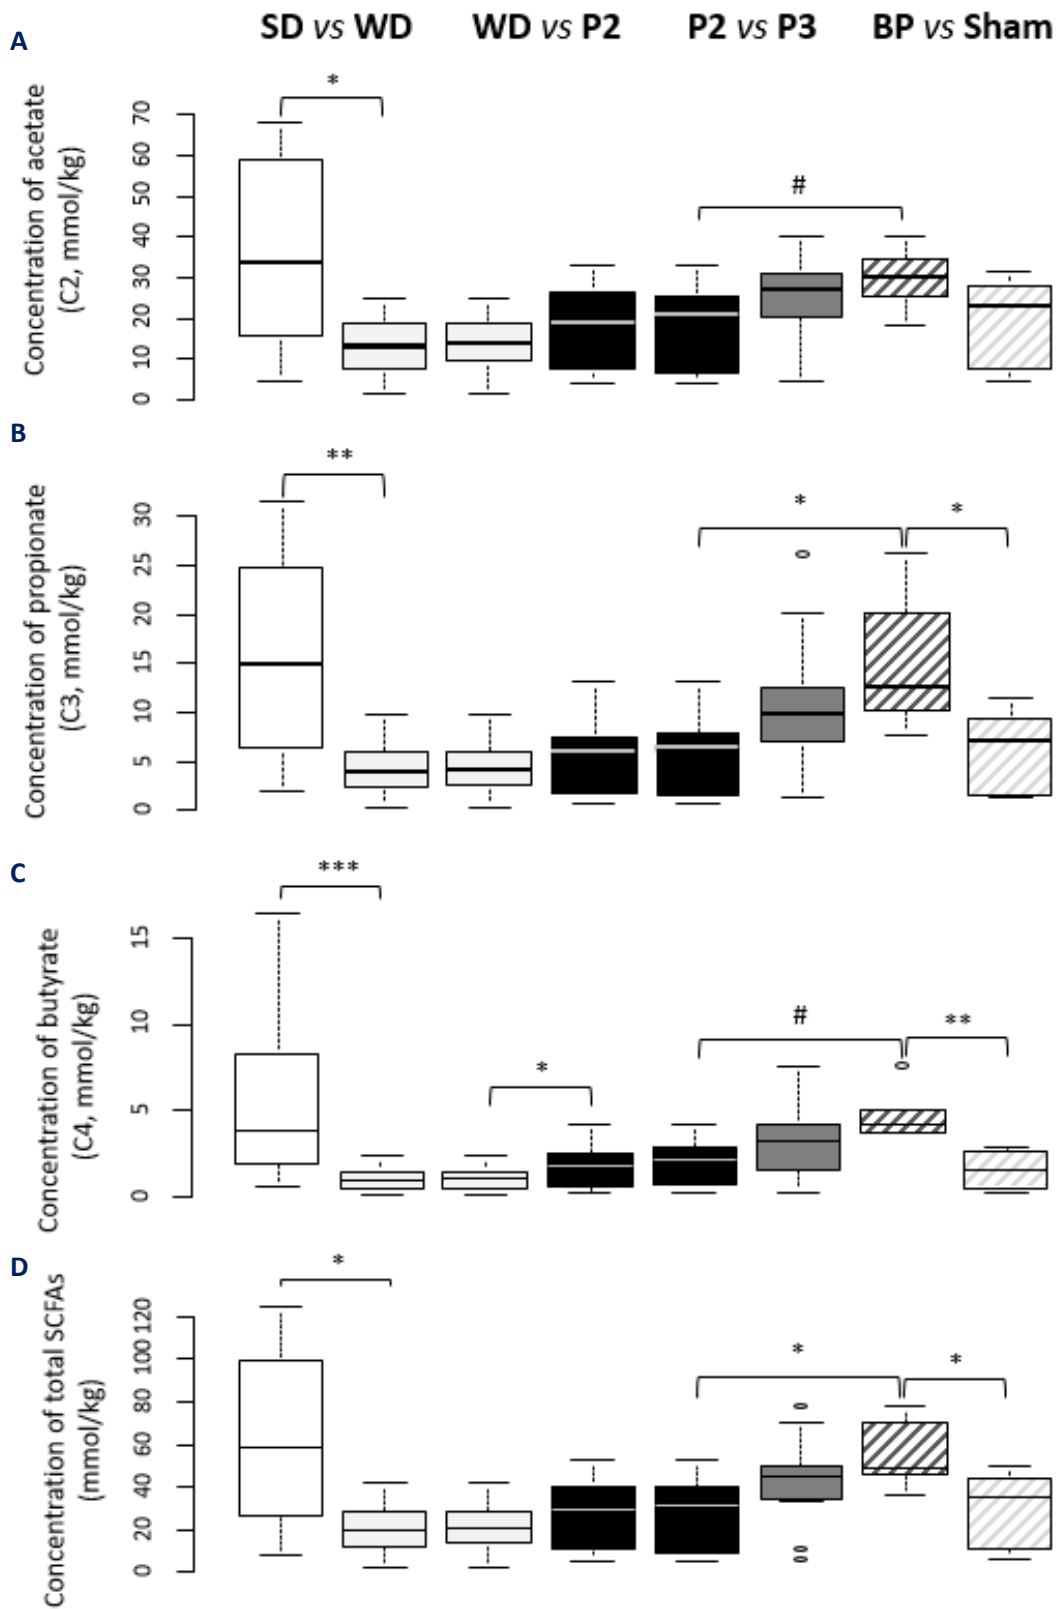 SD vs WD WD vs P2 P2 vs P3 BP vs Sham
A
Concentration of acetate
(C2, mmol/kg)
70
60
50
40
30
20
10
0
*
#
B
Concentration of propionate
(C3, mmol/kg)
30
25
20
15
10
5
0
**
*
*
C
Concentration of butyrate
(C4, mmol/kg)
15
10
5
0
***
*
#
**
D
Concentration of total SCFAs
(mmol/kg)
120
100
80
60
40
20
0
*
*
*